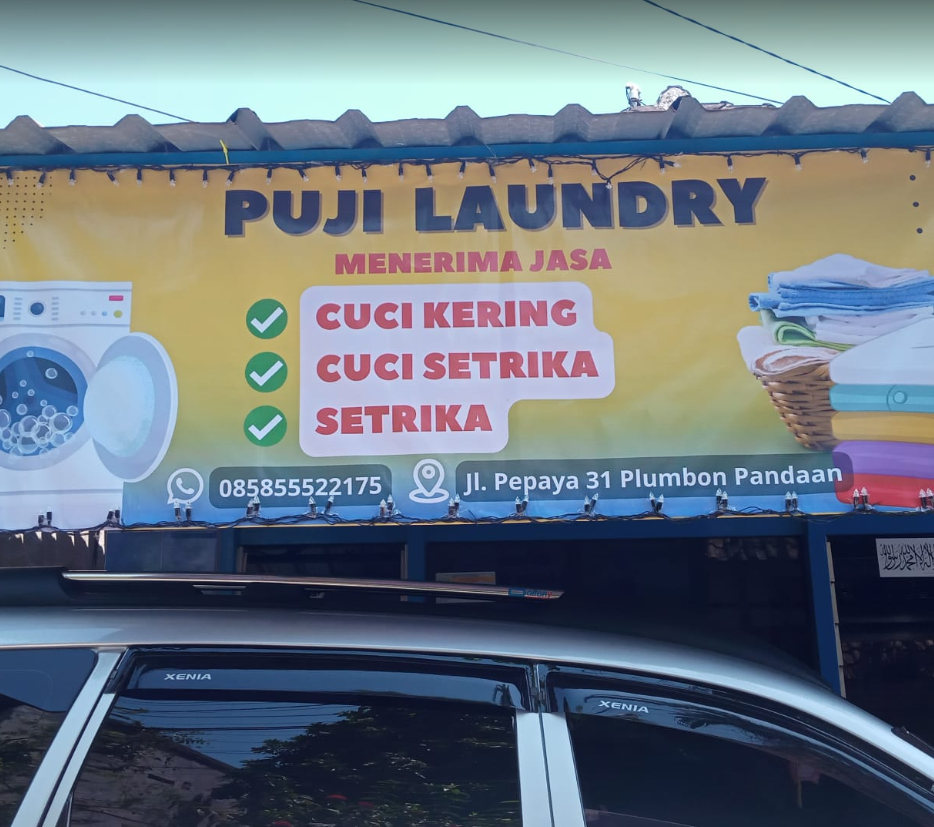 PUJI LAUNDRY
MENERIMA JASA
CUCI KERING
CUCI SETRIKA
SETRIKA
085855522175
Jl. Pepaya 31 Plumbon Pandaan
XENIA
XENIA